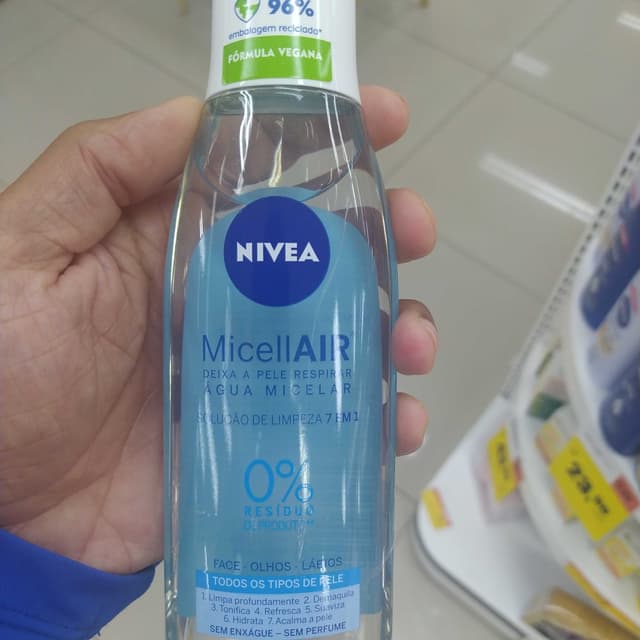 96%
embalagem reciclada*
FÓRMULA VEGANA
NIVEA
MicellAIR
DEIXA A PELE RESPIRAR
ÁGUA MICELAR
SOLUÇÃO DE LIMPEZA 7 EM 1
0%
RESÍDUO
DE PRODUTO**
FACE - OLHOS - LÁBIOS
TODOS OS TIPOS DE PELE
1. Limpa profundamente 2. Demaquila
3. Tonifica 4. Refresca 5. Suaviza
6. Hidrata 7. Acalma a pele
SEM ENXÁGUE – SEM PERFUME